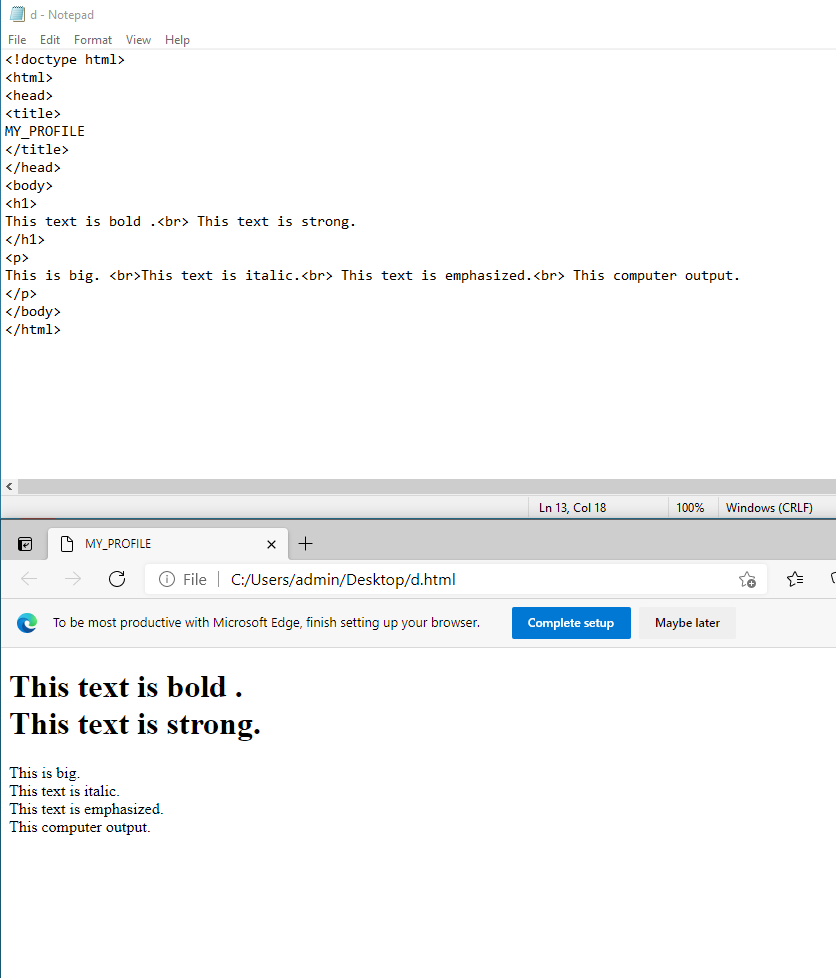 d - Notepad
File Edit Format View Help
<!doctype html>
<html>
<head>
<title>
MY_PROFILE
</title>
</head>
<body>
<h1>
This text is bold .<br> This text is strong.
</h1>
<p>
This is big. <br>This text is italic.<br> This text is emphasized.<br> This computer output.
</p>
</body>
</html>
Ln 13, Col 18 100% Windows (CRLF)
MY_PROFILE
File C:/Users/admin/Desktop/d.html
To be most productive with Microsoft Edge, finish setting up your browser. Complete setup Maybe later
This text is bold .
This text is strong.
This is big.
This text is italic.
This text is emphasized.
This computer output.